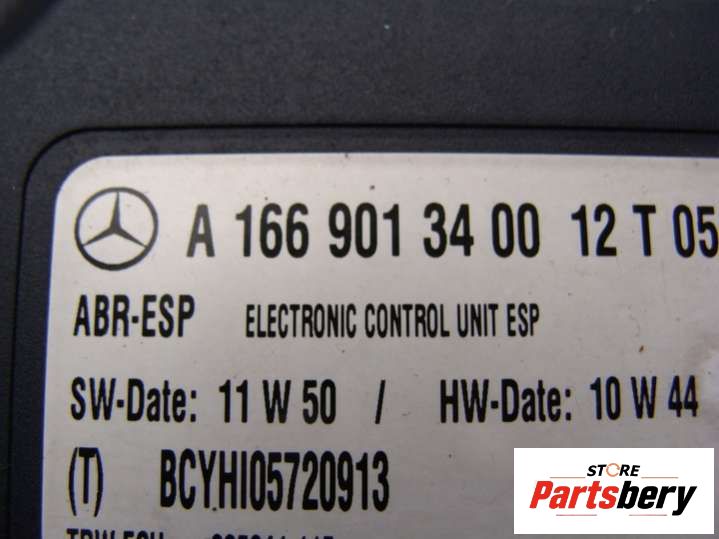 A 166 901 34 00 12 T 05
ABR-ESP ELECTRONIC CONTROL UNIT ESP
SW-Date: 11 W 50 / HW-Date: 10 W 44
(T) BCYHI05720913
STORE
Partsbery